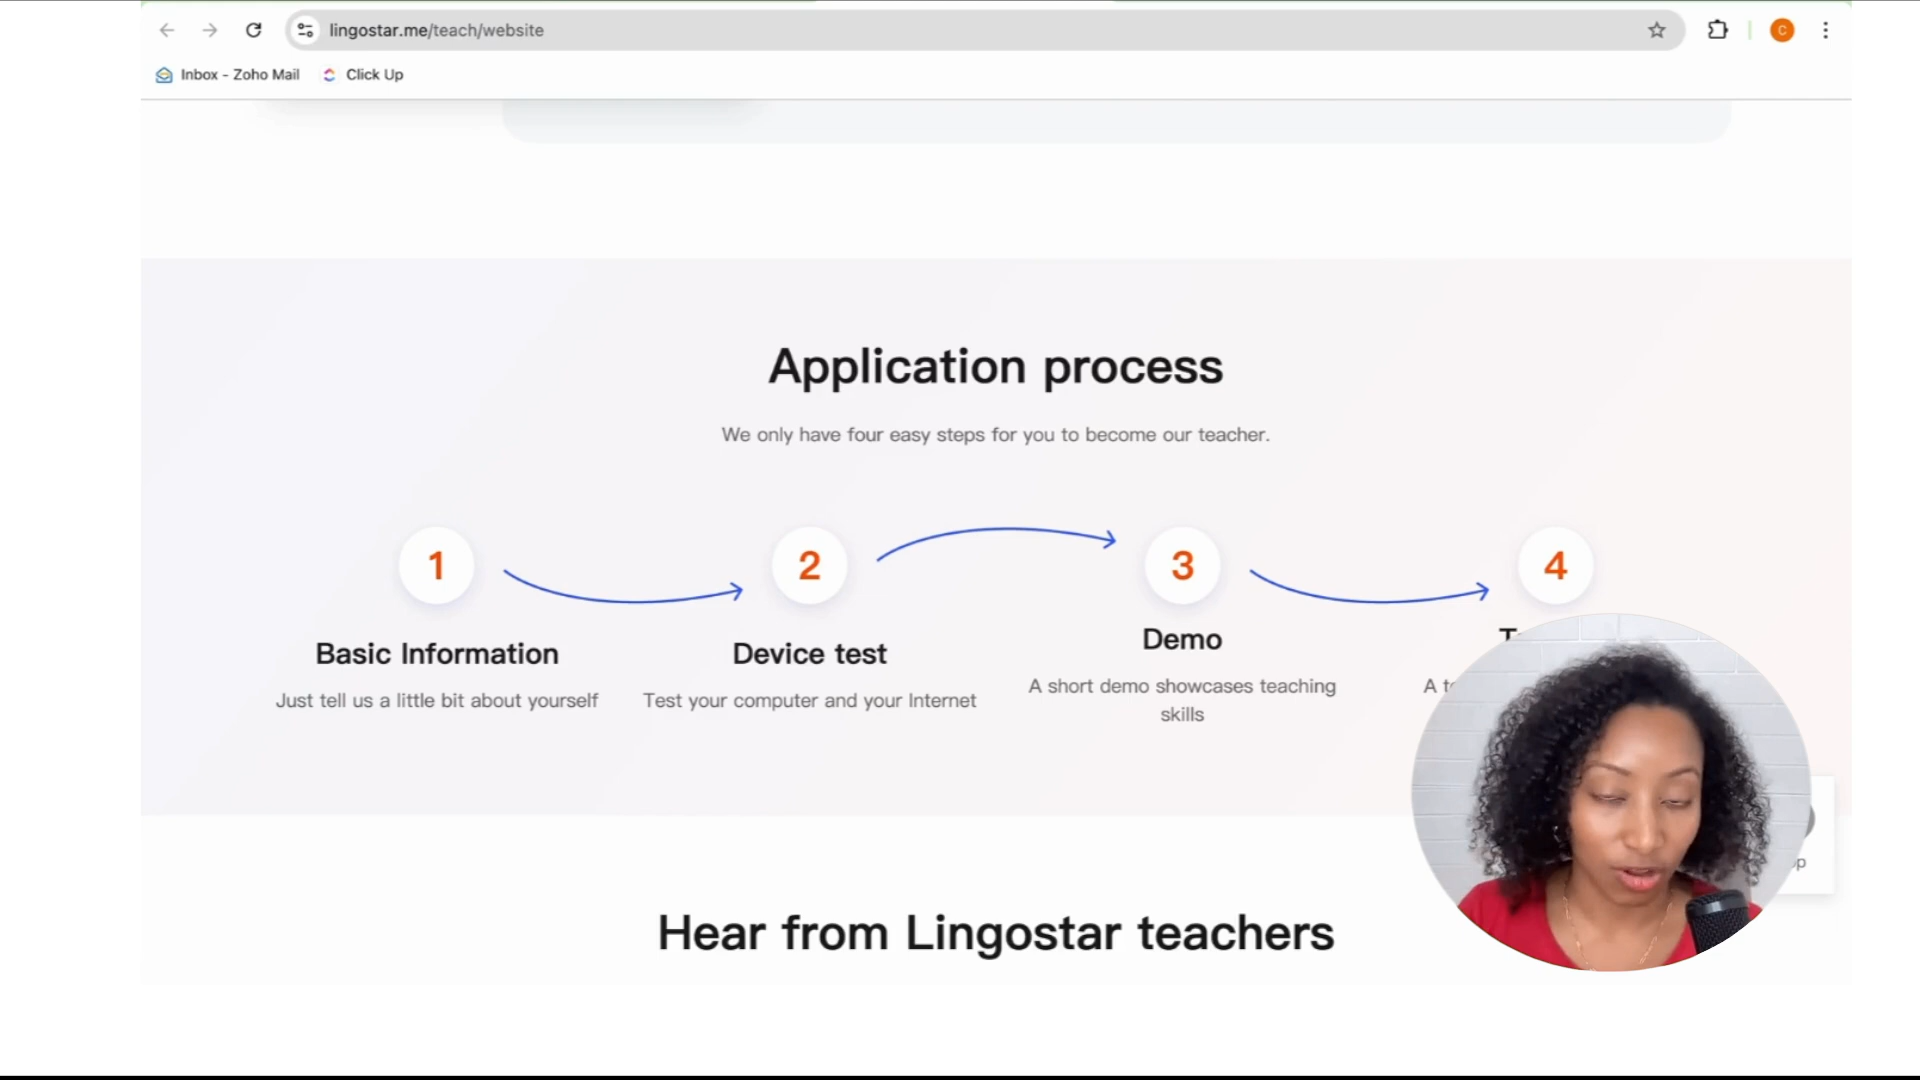 lingostar.me/teach/website
C
Inbox - Zoho Mail Click Up
Application process
We only have four easy steps for you to become our teacher.
1 2 3 4
Basic Information
Just tell us a little bit about yourself
Device test
Test your computer and your Internet
Demo
A short demo showcases teaching
skills
A
Hear from Lingostar teachers